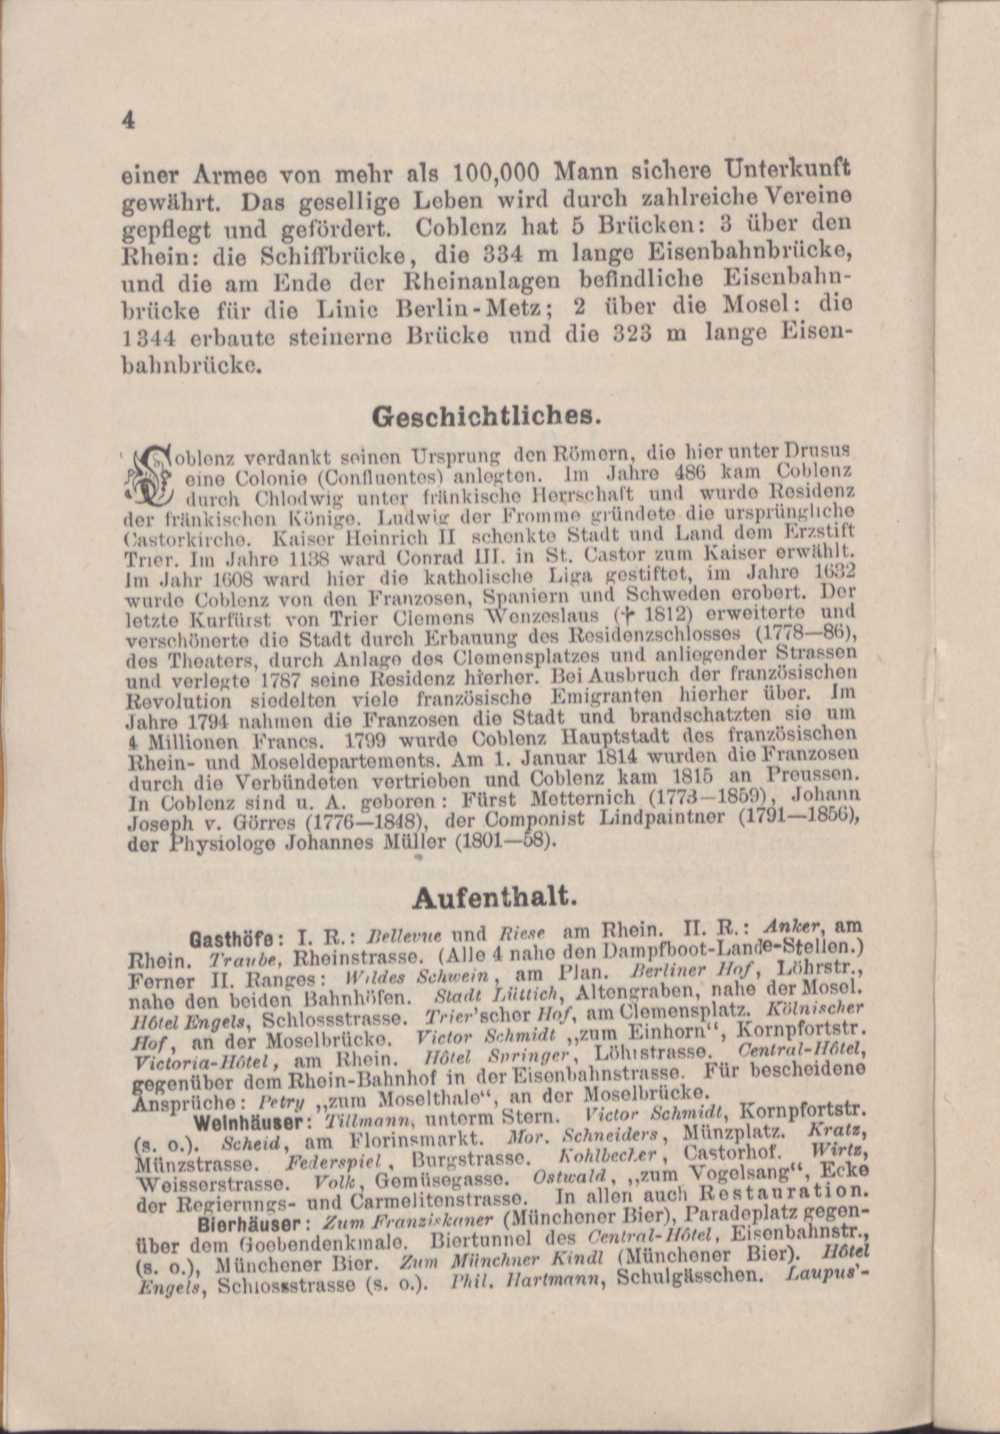 4
einer Armee von mehr als 100,000 Mann sichere Unterkunft
gewährt. Das gesellige Leben wird durch zahlreiche Vereine
gepflegt und gefördert. Coblenz hat 5 Brücken: 3 über den
Rhein: die Schiffbrücke, die 334 m lange Eisenbahnbrücke,
und die am Ende der Rheinanlagen befindliche Eisenbahn-
brücke für die Linie Berlin-Metz; 2 über die Mosel: die
1344 erbaute steinerne Brücke und die 323 m lange Eisen-
bahnbrücke.
Geschichtliches.
Coblenz verdankt seinen Ursprung den Römern, die hier unter Drusus
eine Colonie (Confluentes) anlegten. Im Jahre 486 kam Coblenz
durch Chlodwig unter fränkische Herrschaft und wurde Residenz
der fränkischen Könige. Ludwig der Fromme gründete die ursprüngliche
Castorkirche. Kaiser Heinrich II schenkte Stadt und Land dem Erzstift
Trier. Im Jahre 1138 ward Conrad III. in St. Castor zum Kaiser erwählt.
Im Jahr 1608 ward hier die katholische Liga gestiftet, im Jahre 1632
wurde Coblenz von den Franzosen, Spaniern und Schweden erobert. Der
letzte Kurfürst von Trier Clemens Wenzeslaus († 1812) erweiterte und
verschönerte die Stadt durch Erbauung des Residenzschlosses (1778—86),
des Theaters, durch Anlage des Clemensplatzes und anliegender Strassen
und verlegte 1787 seine Residenz hierher. Bei Ausbruch der französischen
Revolution siedelten viele französische Emigranten hierher über. Im
Jahre 1794 nahmen die Franzosen die Stadt und brandschatzten sie um
4 Millionen Francs. 1799 wurde Coblenz Hauptstadt des französischen
Rhein- und Moseldepartements. Am 1. Januar 1814 wurden die Franzosen
durch die Verbündeten vertrieben und Coblenz kam 1815 an Preussen.
In Coblenz sind u. A. geboren: Fürst Metternich (1773—1859), Johann
Joseph v. Görres (1776—1848), der Componist Lindpaintner (1791—1856),
der Physiologe Johannes Müller (1801—58).
Aufenthalt.
Gasthöfe: I. R.: Bellevue und Riese am Rhein. II. R.: Anker, am
Rhein. Traube, Rheinstrasse. (Alle 4 nahe den Dampfboot-Lande-Stellen.)
Ferner II. Ranges: Wildes Schwein, am Plan. Berliner Hof, Löhrstr.,
nahe den beiden Bahnhöfen. Stadt Lüttich, Altengraben, nahe der Mosel.
Hôtel Engels, Schlossstrasse. Trier'scher Hof, am Clemensplatz. Kölnischer
Hof, an der Moselbrücke. Victor Schmidt „zum Einhorn“, Kornpfortstr.
Victoria-Hôtel, am Rhein. Hôtel Springer, Löhrstrasse. Central-Hôtel,
gegenüber dem Rhein-Bahnhof in der Eisenbahnstrasse. Für bescheidene
Ansprüche: Petry „zum Moselthale“, an der Moselbrücke.
Weinhäuser: Tillmann, unterm Stern. Victor Schmidt, Kornpfortstr.
(s. o.). Scheid, am Florinsmarkt. Mor. Schneiders, Münzplatz. Kratz,
Münzstrasse. Federspiel, Burgstrasse. Kohlbecher, Castorhof. Wirtz,
Weisserstrasse. Volk, Gemüsegasse. Ostwald, „zum Vogelsang“, Ecke
der Regierungs- und Carmelitenstrasse. In allen auch Restauration.
Bierhäuser: Zum Franziskaner (Münchener Bier), Paradeplatz gegen-
über dem Goebendenkmale. Biertunnel des Central-Hôtel, Eisenbahnstr.,
(s. o.), Münchener Bier. Zum Münchner Kindl (Münchener Bier). Hôtel
Engels, Schlossstrasse (s. o.). Phil. Hartmann, Schulgässchen. Laupus'-